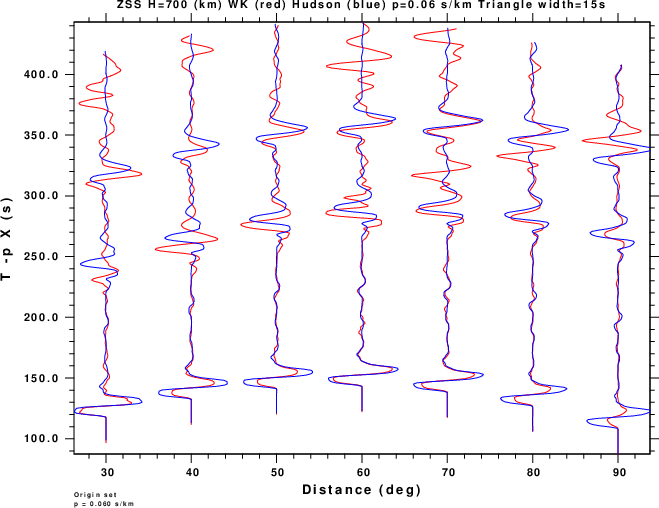 ZSS H=700 (km) WK (red) Hudson (blue) p=0.06 s/km Triangle width=15s
400.0
350.0
300.0
250.0
200.0
150.0
100.0
T -p X (s)
30 40 50 60 70 80 90
Distance (deg)
Origin set
p = 0.060 s/km